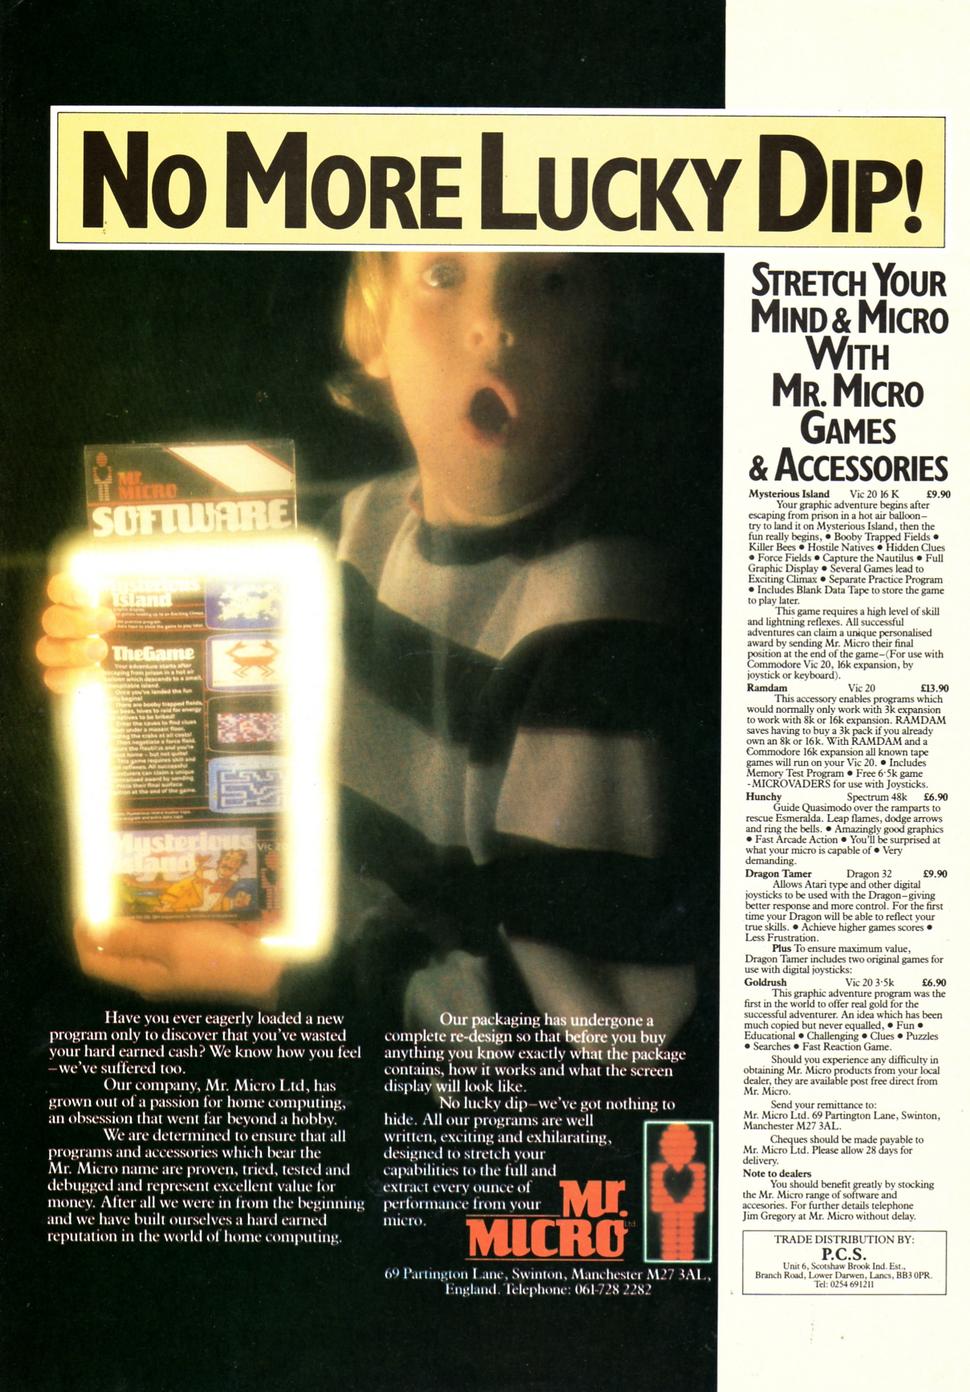 NO MORE LUCKY DIP!
STRETCH YOUR
MIND & MICRO
WITH
MR. MICRO
GAMES
& ACCESSORIES
Mysterious Island Vic 20 16 K £9.90
Your graphic adventure begins after
escaping from prison in a hot air balloon–
try to land it on Mysterious Island, then the
fun really begins, • Booby Trapped Fields •
Killer Bees • Hostile Natives • Hidden Clues
• Force Fields • Capture the Nautilus • Full
Graphic Display • Several Games lead to
Exciting Climax • Separate Practice Program
• Includes Blank Data Tape to store the game
to play later.
This game requires a high level of skill
and lightning reflexes. All successful
adventures can claim a unique personalised
award by sending Mr. Micro their final
position at the end of the game–(For use with
Commodore Vic 20, 16k expansion, by
joystick or keyboard).
Ramdam Vic 20 £13.90
This accessory enables programs which
would normally only work with 3k expansion
to work with 8k or 16k expansion. RAMDAM
saves having to buy a 3k pack if you already
own an 8k or 16k. With RAMDAM and a
Commodore 16k expansion all known tape
games will run on your Vic 20. • Includes
Memory Test Program • Free 6·5k game
-MICROVADERS for use with Joysticks.
Hunchy Spectrum 48k £6.90
Guide Quasimodo over the ramparts to
rescue Esmeralda. Leap flames, dodge arrows
and ring the bells. • Amazingly good graphics
• Fast Arcade Action • You'll be surprised at
what your micro is capable of • Very
demanding.
Dragon Tamer Dragon 32 £9.90
Allows Atari type and other digital
joysticks to be used with the Dragon–giving
better response and more control. For the first
time your Dragon will be able to reflect your
true skills. • Achieve higher games scores •
Less Frustration.
Plus To ensure maximum value,
Dragon Tamer includes two original games for
use with digital joysticks:
Goldrush Vic 20 3·5k £6.90
This graphic adventure program was the
first in the world to offer real gold for the
successful adventurer. An idea which has been
much copied but never equalled, • Fun •
Educational • Challenging • Clues • Puzzles
• Searches • Fast Reaction Game.
Should you experience any difficulty in
obtaining Mr. Micro products from your local
dealer, they are available post free direct from
Mr. Micro.
Send your remittance to:
Mr. Micro Ltd. 69 Partington Lane, Swinton,
Manchester M27 3AL.
Cheques should be made payable to
Mr. Micro Ltd. Please allow 28 days for
delivery.
Note to dealers
You should benefit greatly by stocking
the Mr. Micro range of software and
accesories. For further details telephone
Jim Gregory at Mr. Micro without delay.
TRADE DISTRIBUTION BY:
P.C.S.
Unit 6, Scotshaw Brook Ind. Est.,
Branch Road, Lower Darwen, Lancs, BB3 0PR.
Tel: 0254 691211
Mr.
MICRO
SOFTWARE
Mysterious
Island
The Game
Your adventure starts after
escaping from prison in a hot air
Mysterious
Island
Vic 20
Have you ever eagerly loaded a new
program only to discover that you've wasted
your hard earned cash? We know how you feel
–we've suffered too.
Our company, Mr. Micro Ltd, has
grown out of a passion for home computing,
an obsession that went far beyond a hobby.
We are determined to ensure that all
programs and accessories which bear the
Mr. Micro name are proven, tried, tested and
debugged and represent excellent value for
money. After all we were in from the beginning
and we have built ourselves a hard earned
reputation in the world of home computing.
Our packaging has undergone a
complete re-design so that before you buy
anything you know exactly what the package
contains, how it works and what the screen
display will look like.
No lucky dip–we've got nothing to
hide. All our programs are well
written, exciting and exhilarating,
designed to stretch your
capabilities to the full and
extract every ounce of
performance from your
micro.
Mr.
MICRO Ltd.
69 Partington Lane, Swinton, Manchester M27 3AL,
England. Telephone: 061-728 2282